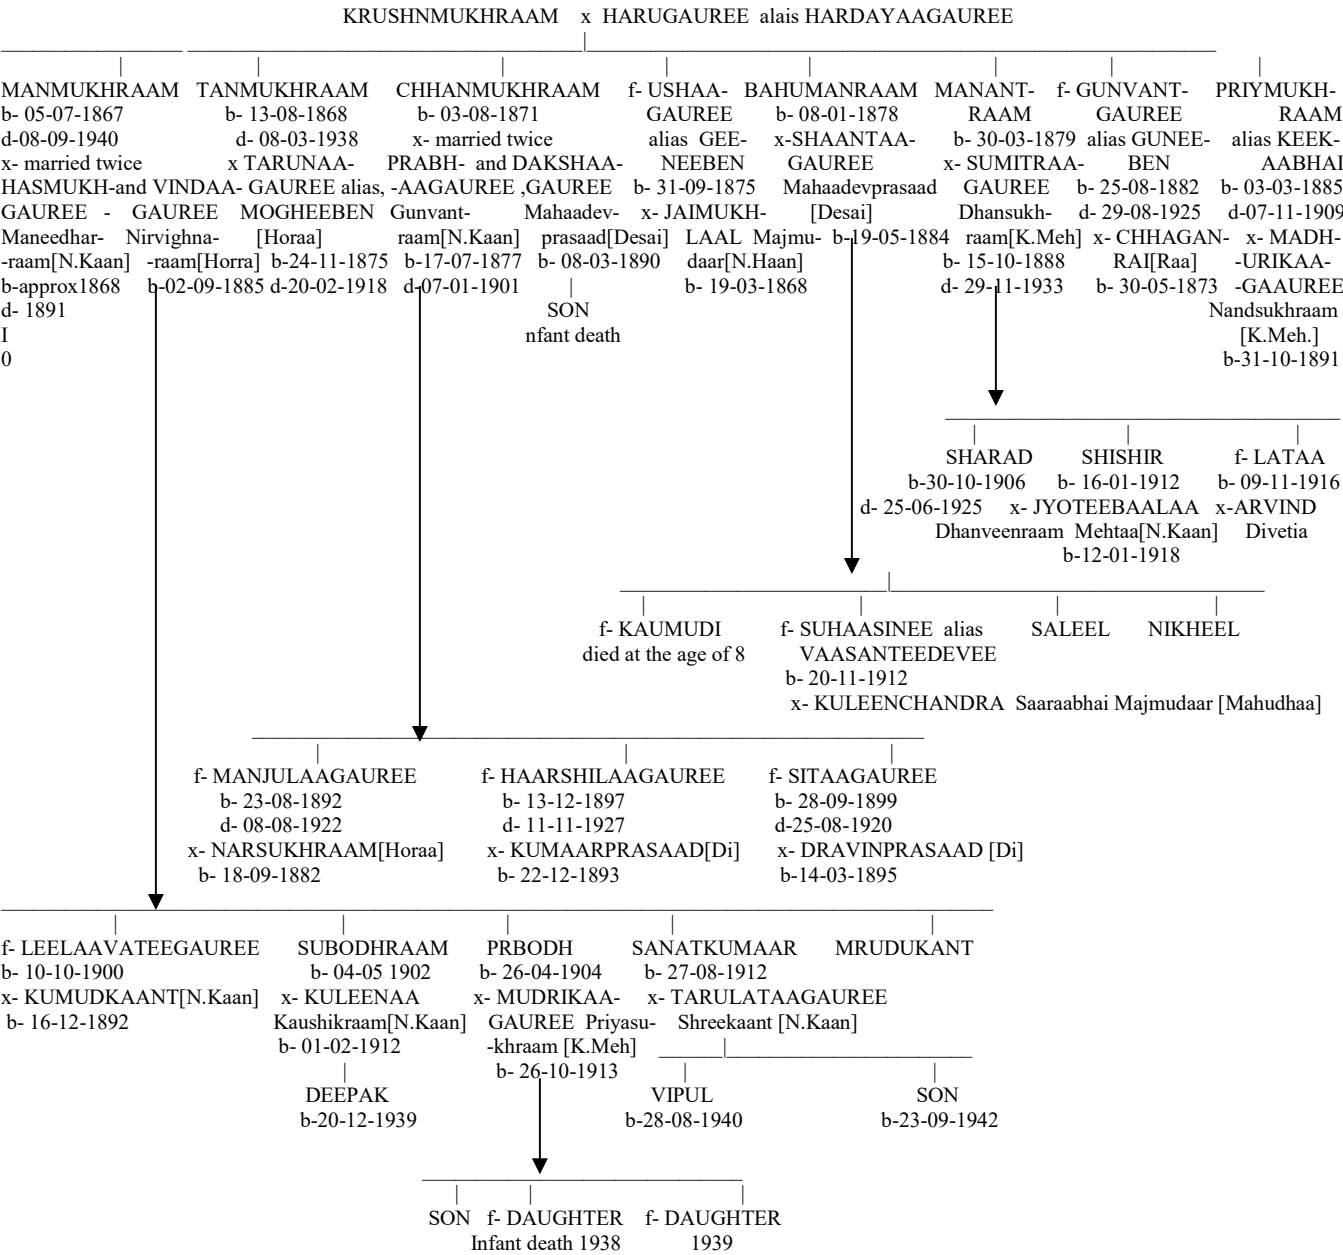 KRUSHNMUKHRAAM x HARUGAUREE alais HARDAYAAGAUREE
MANMUKHRAAM TANMUKHRAAM CHHANMUKHRAAM f- USHAA- BAHUMANRAAM MANANT- f- GUNVANT- PRIYMUKH-
b- 05-07-1867 b- 13-08-1868 b- 03-08-1871 GAUREE b- 08-01-1878 RAAM GAUREE RAAM
d-08-09-1940 d- 08-03-1938 x- married twice alias GEE- x-SHAANTAA- b- 30-03-1879 alias GUNEE- alias KEEK-
x- married twice x TARUNAA- PRABH- and DAKSHAA- NEEBEN GAUREE x- SUMITRAA- BEN AABHAI
HASMUKH-and VINDAA- GAUREE alias, -AAGAUREE ,GAUREE b- 31-09-1875 Mahaadevprasaad GAUREE b- 25-08-1882 b- 03-03-1885
GAUREE - GAUREE MOGHEEBEN Gunvant- Mahaadev- x- JAIMUKH- [Desai] Dhansukh- d- 29-08-1925 d-07-11-1909
Maneedhar- Nirvighna- [Horaa] raam[N.Kaan] prasaad[Desai] LAAL Majmu- b-19-05-1884 raam[K.Meh] x- CHHAGAN- x- MADH-
-raam[N.Kaan] -raam[Horra] b-24-11-1875 b-17-07-1877 b- 08-03-1890 daar[N.Haan] b- 15-10-1888 RAI[Raa] -URIKAA-
b-approx1868 b-02-09-1885 d-20-02-1918 d-07-01-1901 b- 19-03-1868 d- 29-11-1933 b- 30-05-1873 -GAAUREE
d- 1891 SON Nandsukhraam
I nfant death [K.Meh.]
0 b-31-10-1891
SHARAD SHISHIR f- LATAA
b-30-10-1906 b- 16-01-1912 b- 09-11-1916
d- 25-06-1925 x- JYOTEEBAALAA x-ARVIND
Dhanveenraam Mehtaa[N.Kaan] Divetia
b-12-01-1918
f- KAUMUDI f- SUHAASINEE alias SALEEL NIKHEEL
died at the age of 8 VAASANTEEDEVEE
b- 20-11-1912
x- KULEENCHANDRA Saaraabhai Majmudaar [Mahudhaa]
f- MANJULAAGAUREE f- HAARSHILAAGAUREE f- SITAAGAUREE
b- 23-08-1892 b- 13-12-1897 b- 28-09-1899
d- 08-08-1922 d- 11-11-1927 d-25-08-1920
x- NARSUKHRAAM[Horaa] x- KUMAARPRASAAD[Di] x- DRAVINPRASAAD [Di]
b- 18-09-1882 b- 22-12-1893 b-14-03-1895
f- LEELAAVATEEGAUREE SUBODHRAAM PRBODH SANATKUMAAR MRUDUKANT
b- 10-10-1900 b- 04-05 1902 b- 26-04-1904 b- 27-08-1912
x- KUMUDKAANT[N.Kaan] x- KULEENAA x- MUDRIKAA- x- TARULATAAGAUREE
b- 16-12-1892 Kaushikraam[N.Kaan] GAUREE Priyasu- Shreekaant [N.Kaan]
b- 01-02-1912 -khraam [K.Meh]
b- 26-10-1913
DEEPAK VIPUL SON
b-20-12-1939 b-28-08-1940 b-23-09-1942
SON f- DAUGHTER f- DAUGHTER
Infant death 1938 1939